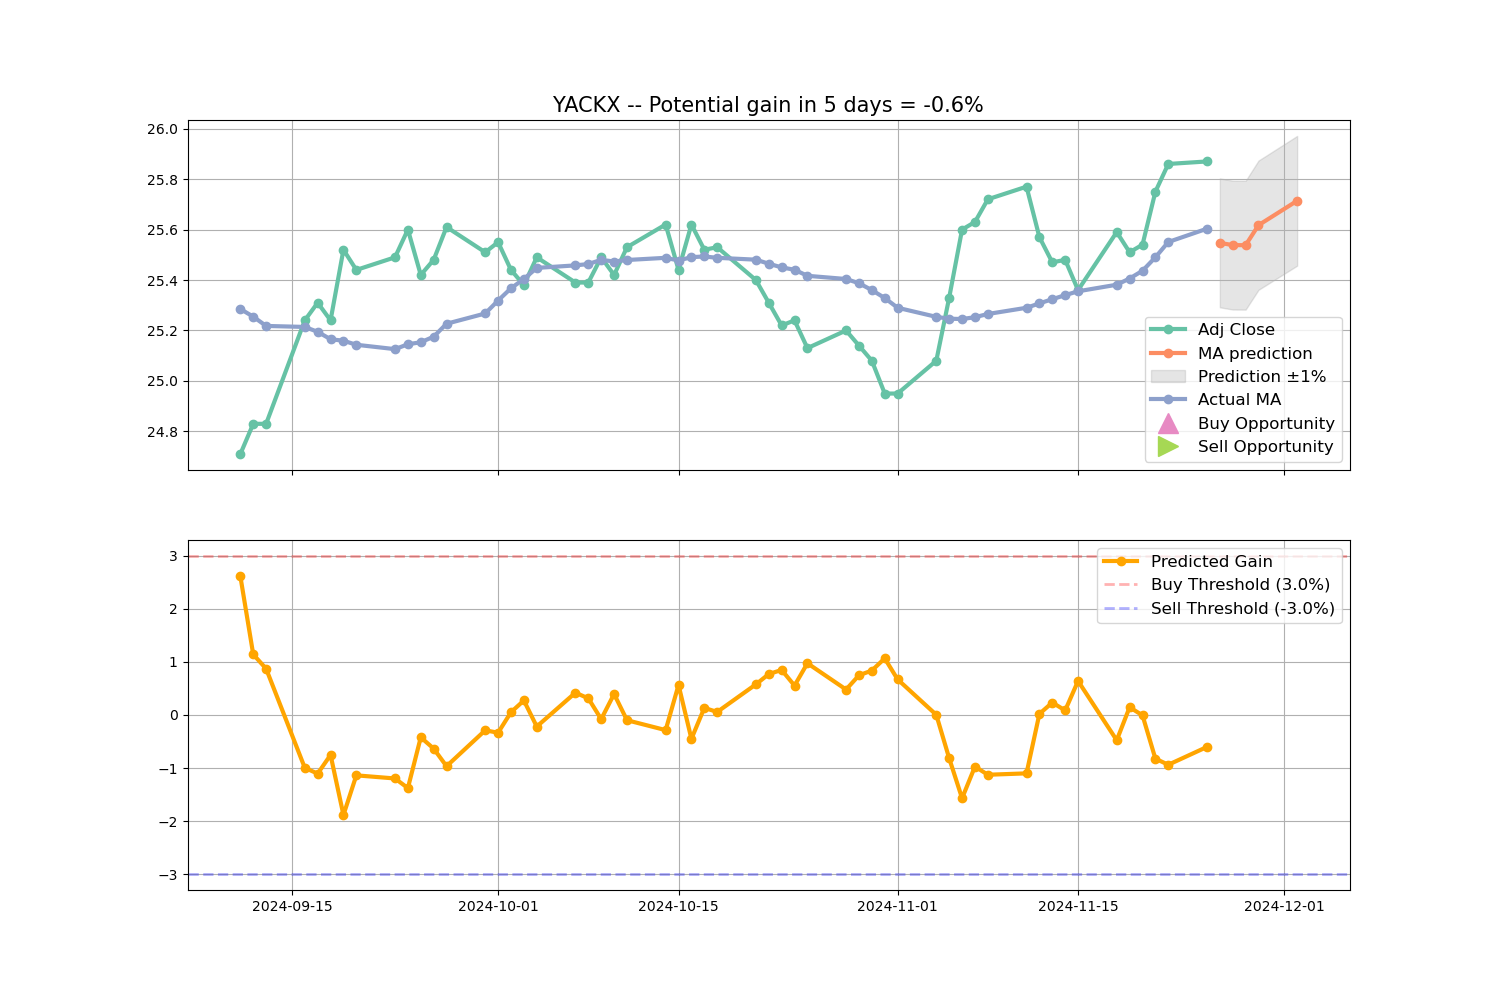 YACKX -- Potential gain in 5 days = -0.6%
26.0
25.8
25.6
25.4
25.2
25.0
24.8
Adj Close
MA prediction
Prediction ±1%
Actual MA
Buy Opportunity
Sell Opportunity
3
2
1
0
−1
−2
−3
Predicted Gain
Buy Threshold (3.0%)
Sell Threshold (-3.0%)
2024-09-15 2024-10-01 2024-10-15 2024-11-01 2024-11-15 2024-12-01